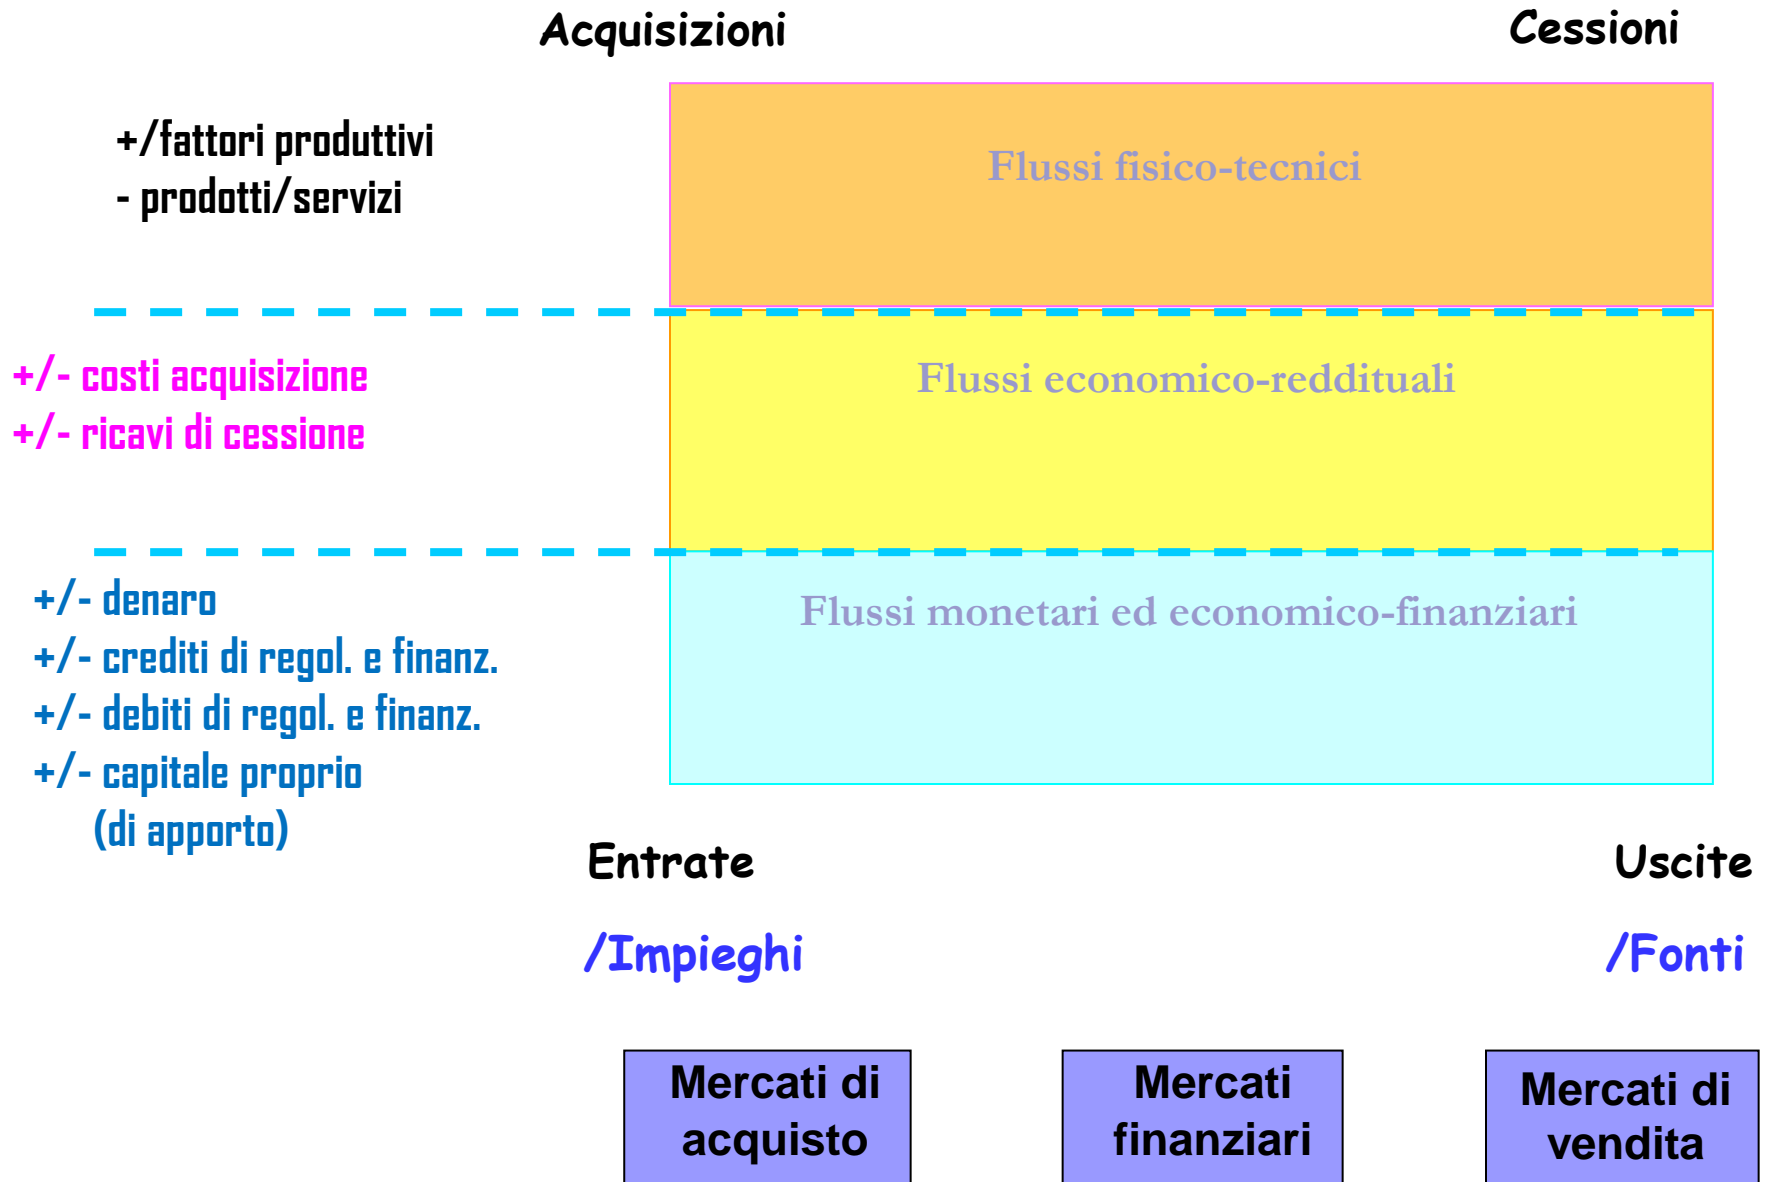 Acquisizioni
Cessioni
+/fattori produttivi
- prodotti/servizi
Flussi fisico-tecnici
+/- costi acquisizione
+/- ricavi di cessione
Flussi economico-reddituali
+/- denaro
+/- crediti di regol. e finanz.
+/- debiti di regol. e finanz.
+/- capitale proprio
(di apporto)
Flussi monetari ed economico-finanziari
Entrate
Uscite
/Impieghi
/Fonti
Mercati di
acquisto
Mercati
finanziari
Mercati di
vendita